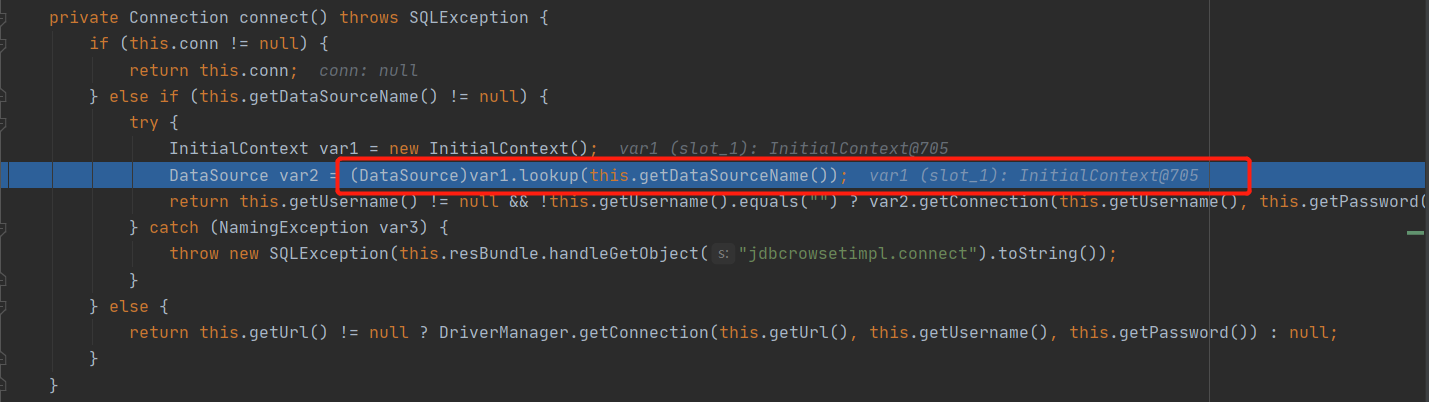 private Connection connect() throws SQLException {
if (this.conn != null) {
return this.conn; conn: null
} else if (this.getDataSourceName() != null) {
try {
InitialContext var1 = new InitialContext(); var1 (slot_1): InitialContext@705
DataSource var2 = (DataSource)var1.lookup(this.getDataSourceName()); var1 (slot_1): InitialContext@705
return this.getUsername() != null && !this.getUsername().equals("") ? var2.getConnection(this.getUsername(), this.getPassword(
} catch (NamingException var3) {
throw new SQLException(this.resBundle.handleGetObject( s: "jdbcrowsetimpl.connect").toString());
}
} else {
return this.getUrl() != null ? DriverManager.getConnection(this.getUrl(), this.getUsername(), this.getPassword()) : null;
}
}